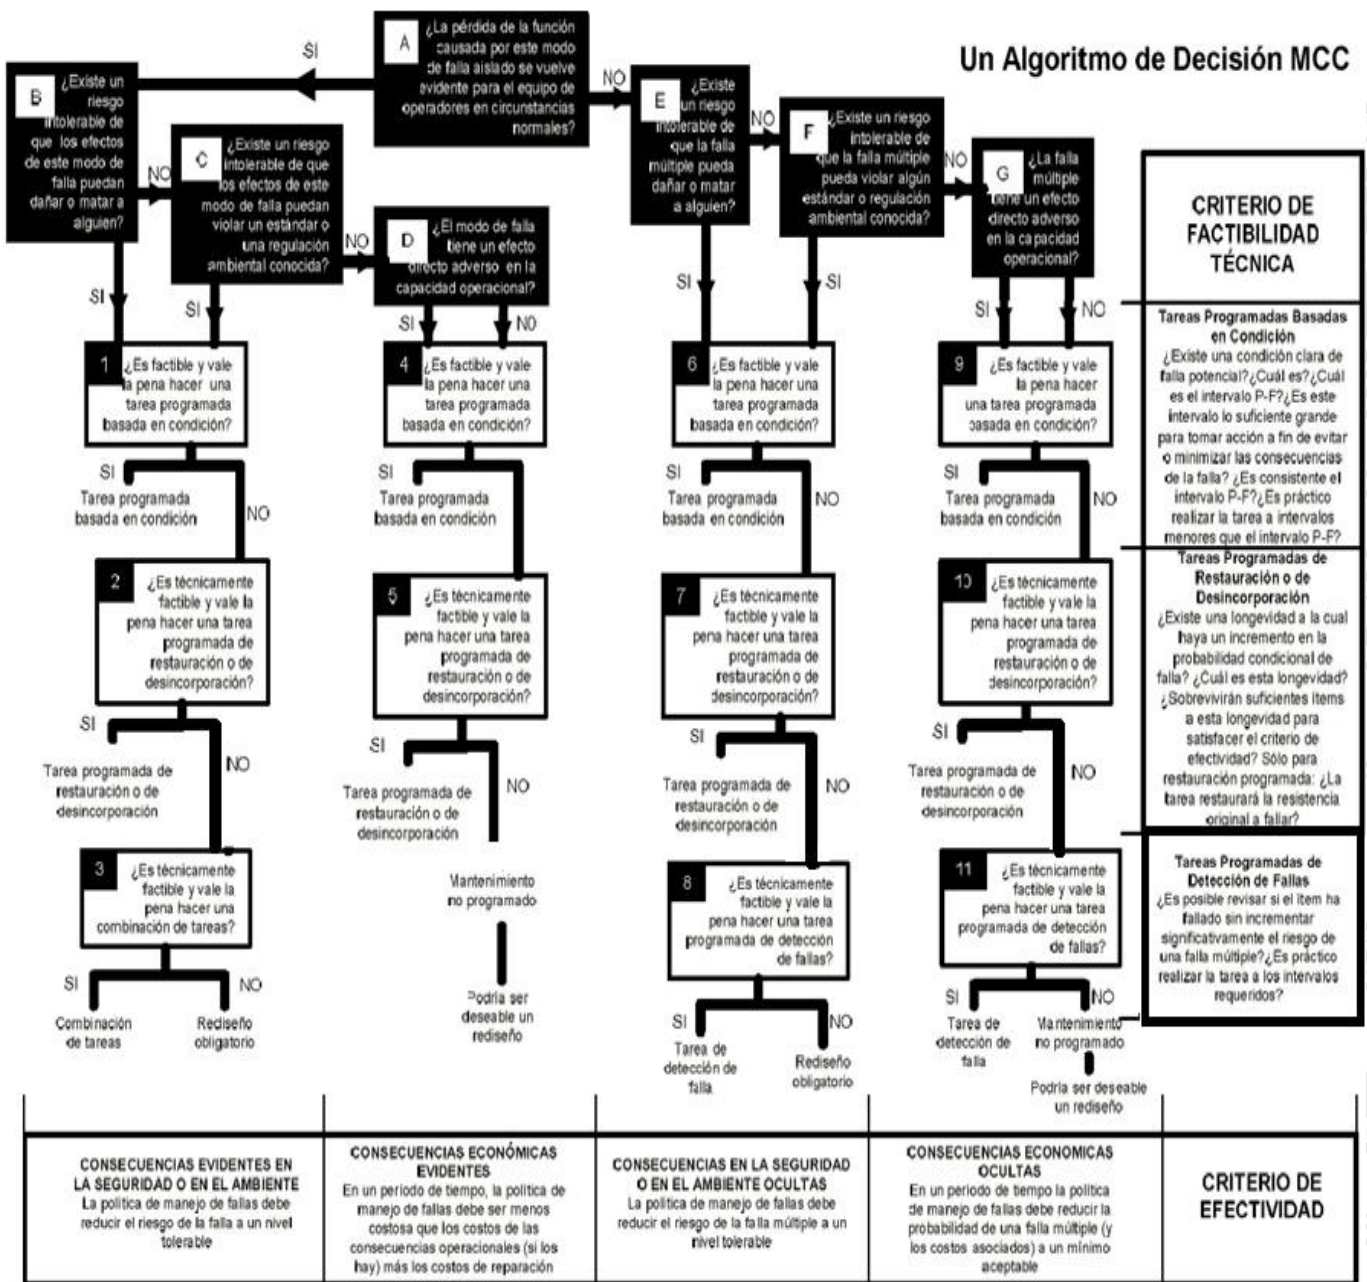 Un Algoritmo de Decisión MCC
A
¿La pérdida de la función
causada por este modo
de falla aislado se vuelve
evidente para el equipo de
operadores en circunstancias
normales?
SI
NO
B
¿Existe un
riesgo
intolerable de
que los efectos
de este modo de
falla puedan
dañar o matar a
alguien?
NO
SI
C
¿Existe un riesgo
intolerable de que
los efectos de este
modo de falla puedan
violar un estándar o
una regulación
ambiental conocida?
NO
SI
D
¿El modo de falla
tiene un efecto
directo adverso en la
capacidad operacional?
SI
NO
E
¿Existe
un riesgo
intolerable de
que la falla
múltiple pueda
dañar o matar
a alguien?
NO
SI
F
¿Existe un riesgo
intolerable de
que la falla múltiple
pueda violar algún
estándar o regulación
ambiental conocida?
NO
SI
G
¿La falla
múltiple
tiene un efecto
directo adverso
en la capacidad
operacional?
SI
NO
1
¿Es factible y vale
la pena hacer una
tarea programada
basada en condición?
SI
NO
Tarea programada
basada en condición
2
¿Es técnicamente
factible y vale la
pena hacer una tarea
programada de
restauración o de
desincorporación?
SI
NO
Tarea programada de
restauración o de
desincorporación
3
¿Es técnicamente
factible y vale la
pena hacer una
combinación de tareas?
SI
NO
Combinación
de tareas
Rediseño
obligatorio
4
¿Es factible y vale
la pena hacer una
tarea programada
basada en condición?
SI
NO
Tarea programada
basada en condición
5
¿Es técnicamente
factible y vale la
pena hacer una tarea
programada de
restauración o de
desincorporación?
SI
NO
Tarea programada de
restauración o de
desincorporación
Mantenimiento
no programado
Podría ser
deseable un
rediseño
6
¿Es factible y vale
la pena hacer una
tarea programada
basada en condición?
SI
NO
Tarea programada
basada en condición
7
¿Es técnicamente
factible y vale la
pena hacer una tarea
programada de
restauración o de
desincorporación?
SI
NO
Tarea programada de
restauración o de
desincorporación
8
¿Es técnicamente
factible y vale la
pena hacer una tarea
programada de detección
de fallas?
SI
NO
Tarea de
detección de
falla
Rediseño
obligatorio
9
¿Es factible y vale
la pena hacer
una tarea programada
basada en condición?
SI
NO
Tarea programada
basada en condición
10
¿Es técnicamente
factible y vale la
pena hacer una tarea
programada de
restauración o de
desincorporación?
SI
NO
Tarea programada de
restauración o de
desincorporación
11
¿Es técnicamente
factible y vale la
pena hacer una tarea
programada de detección
de fallas?
SI
NO
Tarea de
detección de
falla
Mantenimiento
no programado
Podría ser deseable
un rediseño
CRITERIO DE
FACTIBILIDAD
TÉCNICA
Tareas Programadas Basadas
en Condición
¿Existe una condición clara de
falla potencial?¿Cuál es?¿Cuál
es el intervalo P-F?¿Es este
intervalo lo suficiente grande
para tomar acción a fin de evitar
o minimizar las consecuencias
de la falla? ¿Es consistente el
intervalo P-F?¿Es práctico
realizar la tarea a intervalos
menores que el intervalo P-F?
Tareas Programadas de
Restauración o de
Desincorporación
¿Existe una longevidad a la cual
haya un incremento en la
probabilidad condicional de
falla? ¿Cuál es esta longevidad?
¿Sobrevivirán suficientes ítems
a esta longevidad para
satisfacer el criterio de
efectividad? Sólo para
restauración programada: ¿La
tarea restaurará la resistencia
original a fallar?
Tareas Programadas de
Detección de Fallas
¿Es posible revisar si el ítem ha
fallado sin incrementar
significativamente el riesgo de
una falla múltiple?¿Es práctico
realizar la tarea a los intervalos
requeridos?
CONSECUENCIAS EVIDENTES EN
LA SEGURIDAD O EN EL AMBIENTE
La política de manejo de fallas debe
reducir el riesgo de la falla a un nivel
tolerable
CONSECUENCIAS ECONÓMICAS
EVIDENTES
En un periodo de tiempo, la política de
manejo de fallas debe ser menos
costosa que los costos de las
consecuencias operacionales (si los
hay) más los costos de reparación
CONSECUENCIAS EN LA SEGURIDAD
O EN EL AMBIENTE OCULTAS
La política de manejo de fallas debe
reducir el riesgo de la falla múltiple a un
nivel tolerable
CONSECUENCIAS ECONOMICAS
OCULTAS
En un periodo de tiempo la política
de manejo de fallas debe reducir la
probabilidad de una falla múltiple (y
los costos asociados) a un mínimo
aceptable
CRITERIO DE
EFECTIVIDAD